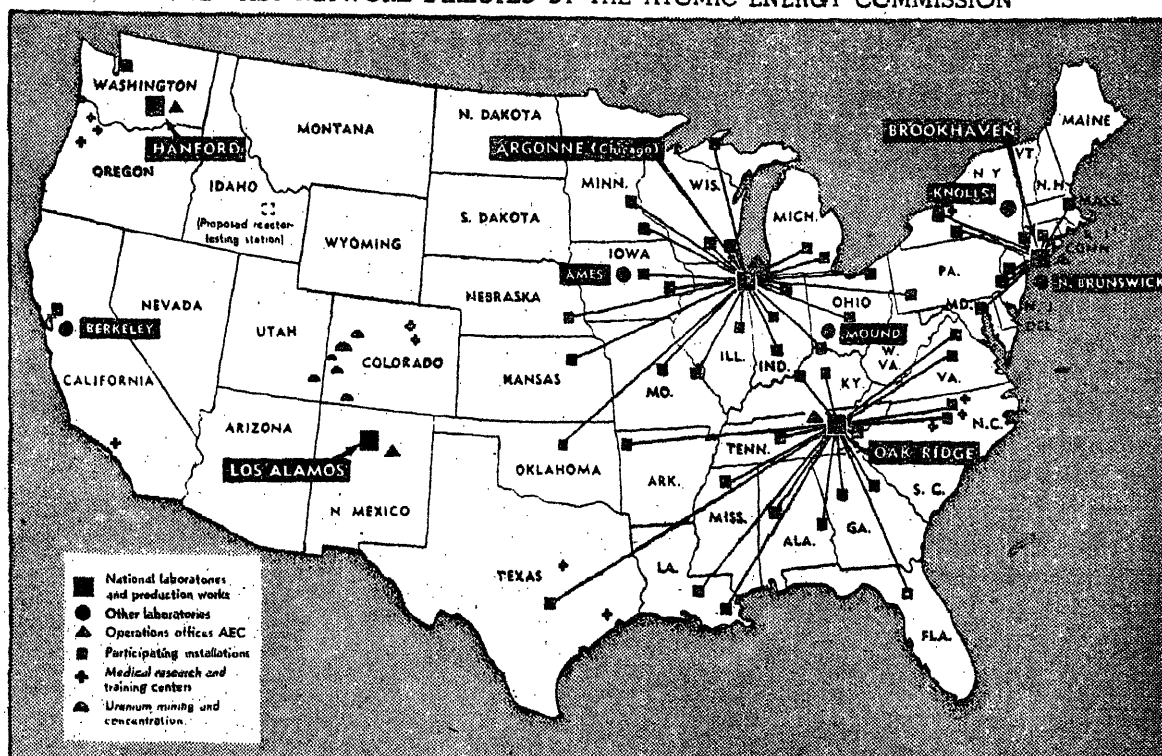 NETWORK DIRECTED BY THE ATOMIC ENERGY COMMISSION
WASHINGTON
HANFORD
OREGON
IDAHO
(Proposed reactor-
testing station)
MONTANA
WYOMING
N. DAKOTA
S. DAKOTA
NEBRASKA
KANSAS
OKLAHOMA
TEXAS
NEVADA
UTAH
COLORADO
CALIFORNIA
BERKELEY
ARIZONA
N MEXICO
LOS ALAMOS
ARGONNE (Chicago)
MINN.
WIS.
MICH.
IOWA
AMES
ILL.
IND.
OHIO
MOUND
MO.
KY.
W.
VA.
VA.
TENN.
N.C.
OAK RIDGE
S. C.
ARK.
MISS.
ALA.
GA.
LA.
FLA.
PA.
MD.
DEL
N. J
N. BRUNSWICK
CONN
MASS.
N Y
KNOLLS
BROOKHAVEN
VT.
N.H.
MAINE
National laboratories
and production works
Other laboratories
Operations offices AEC
Participating installations
Medical research and
training centers
Uranium mining and
concentration